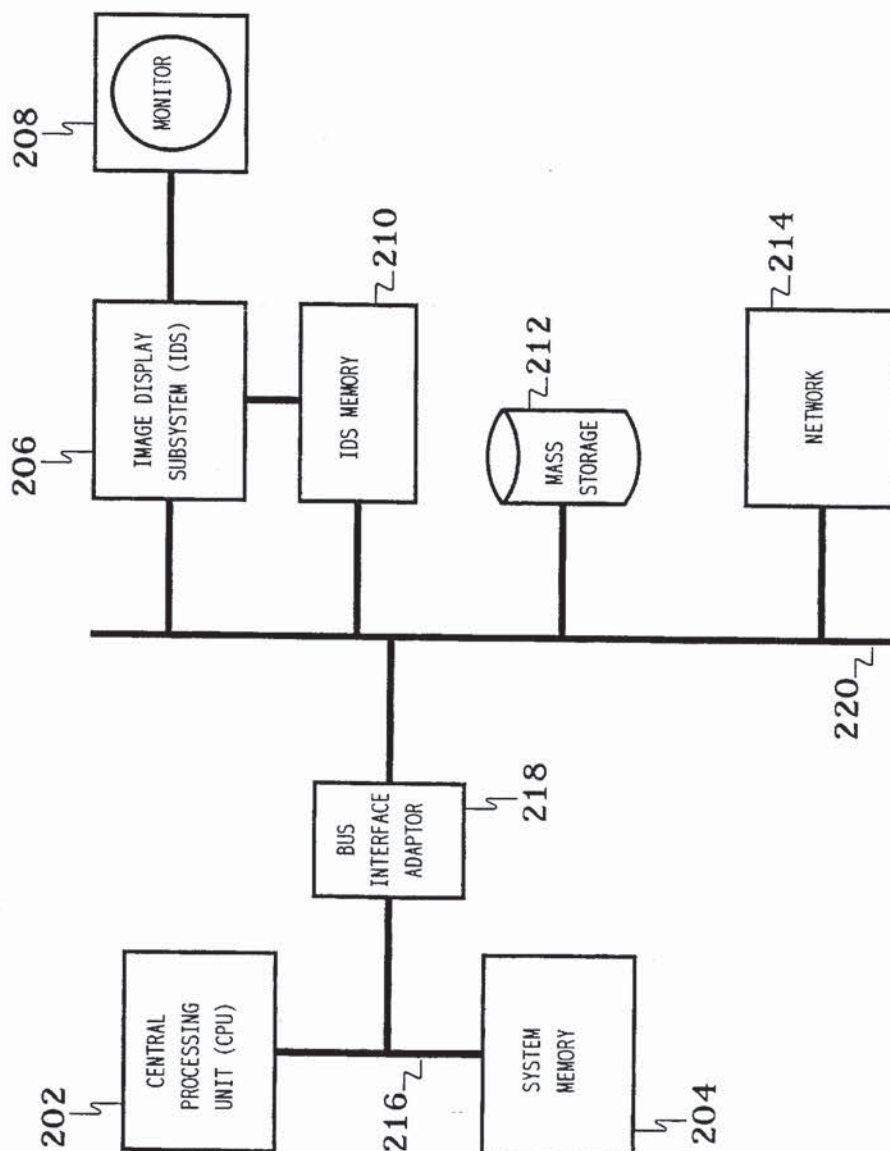 202
CENTRAL
PROCESSING
UNIT (CPU)
216
SYSTEM
MEMORY
204
BUS
INTERFACE
ADAPTOR
218
206
IMAGE DISPLAY
SUBSYSTEM (IDS)
208
MONITOR
IDS MEMORY
210
MASS
STORAGE
212
NETWORK
214
220